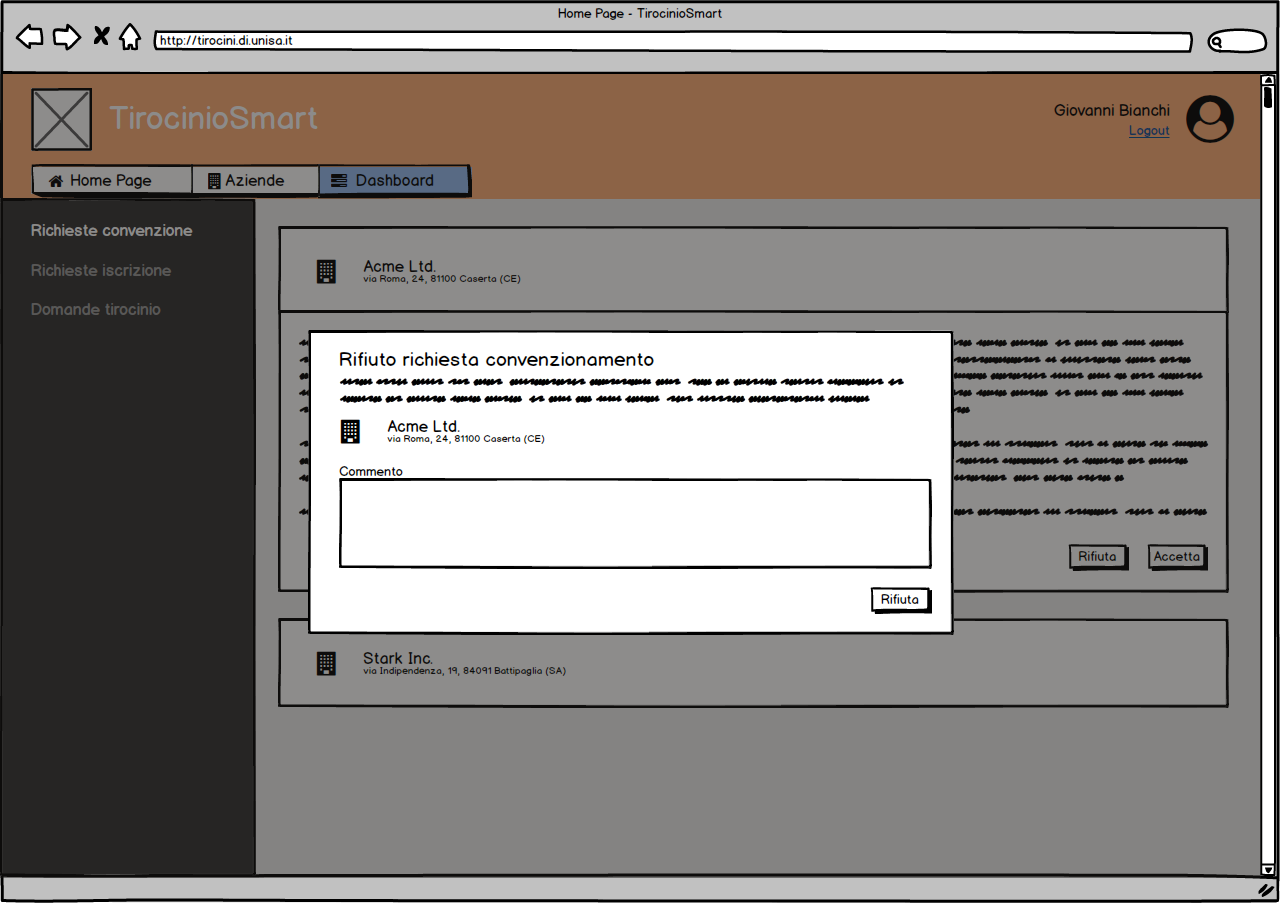 Home Page - TirocinioSmart
http://tirocini.di.unisa.it
TirocinioSmart
Giovanni Bianchi
Logout
Home Page
Aziende
Dashboard
Richieste convenzione
Richieste iscrizione
Domande tirocinio
Acme Ltd.
via Roma, 24, 81100 Caserta (CE)
Rifiuto richiesta convenzionamento
Acme Ltd.
via Roma, 24, 81100 Caserta (CE)
Commento
Rifiuta
Rifiuta
Accetta
Stark Inc.
via Indipendenza, 19, 84091 Battipaglia (SA)